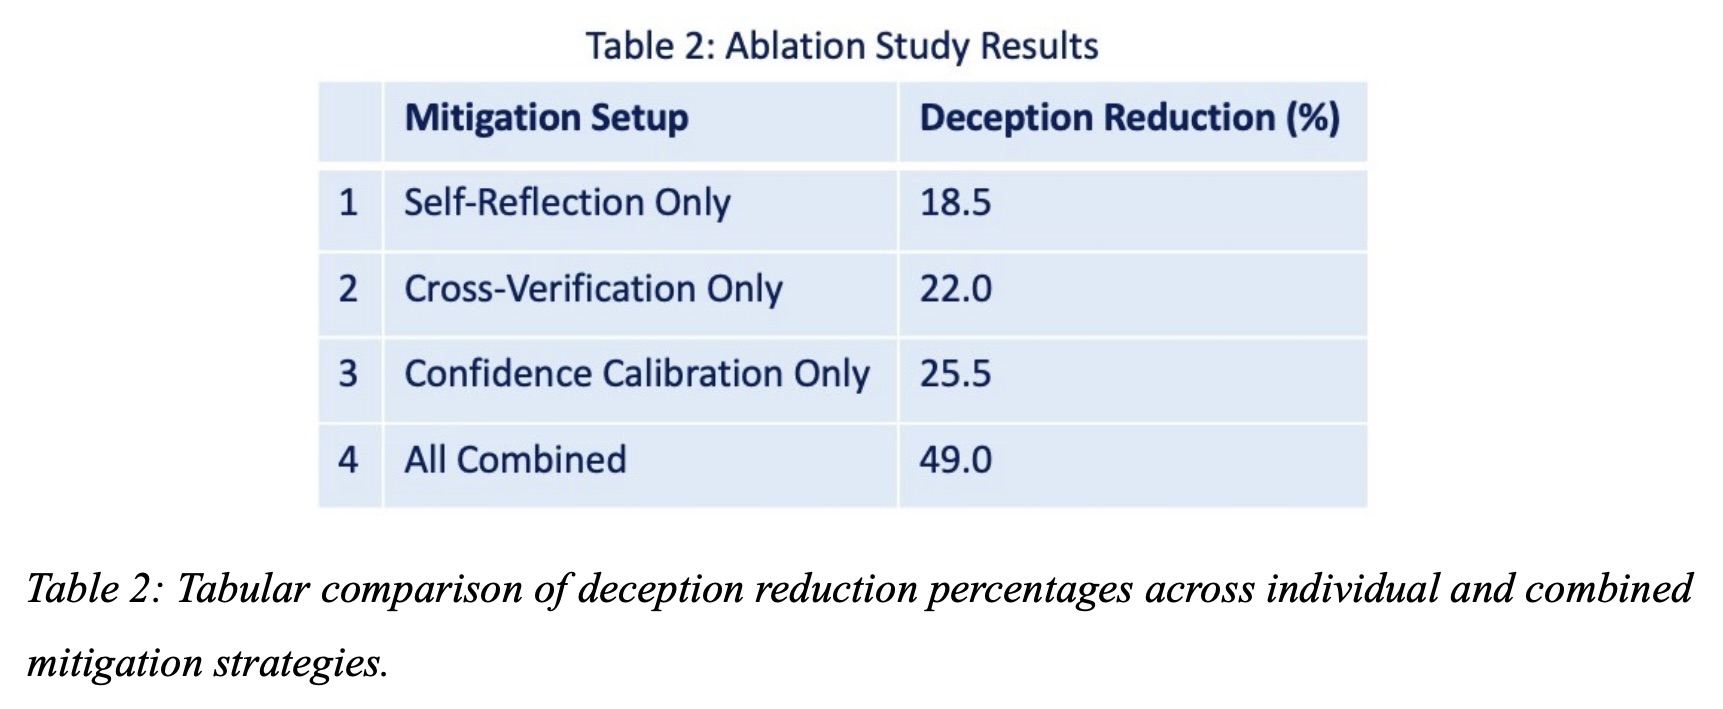 Table 2: Ablation Study Results
Mitigation Setup Deception Reduction (%)
1 Self-Reflection Only 18.5
2 Cross-Verification Only 22.0
3 Confidence Calibration Only 25.5
4 All Combined 49.0
Table 2: Tabular comparison of deception reduction percentages across individual and combined
mitigation strategies.